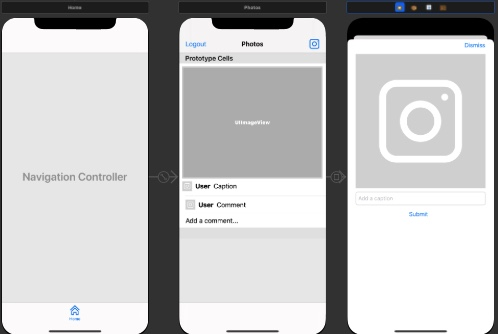 Home
Navigation Controller
Home
Photos
Logout
Photos
Prototype Cells
UIImageView
User Caption
User Comment
Add a comment...
Dismiss
Add a caption
Submit